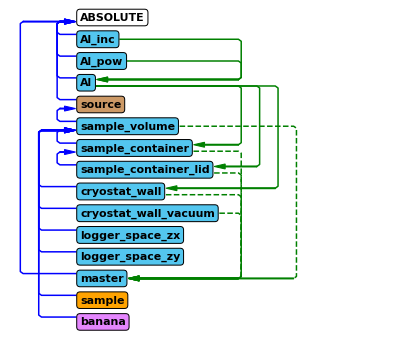 ABSOLUTE
Al_inc
Al_pow
Al
source
sample_volume
sample_container
sample_container_lid
cryostat_wall
cryostat_wall_vacuum
logger_space_zx
logger_space_zy
master
sample
banana